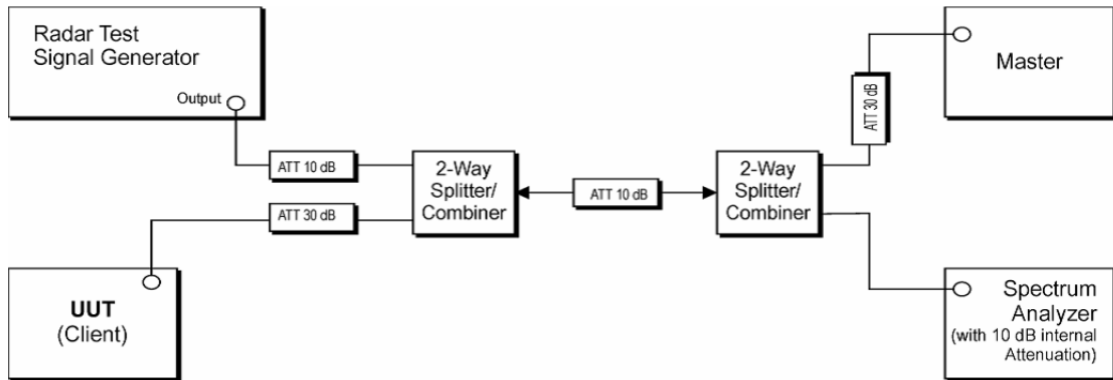 Radar Test
Signal Generator
Output
ATT 10 dB
ATT 30 dB
UUT
(Client)
2-Way
Splitter/
Combiner
ATT 10 dB
2-Way
Splitter/
Combiner
ATT 30 dB
Master
Spectrum
Analyzer
(with 10 dB internal
Attenuation)